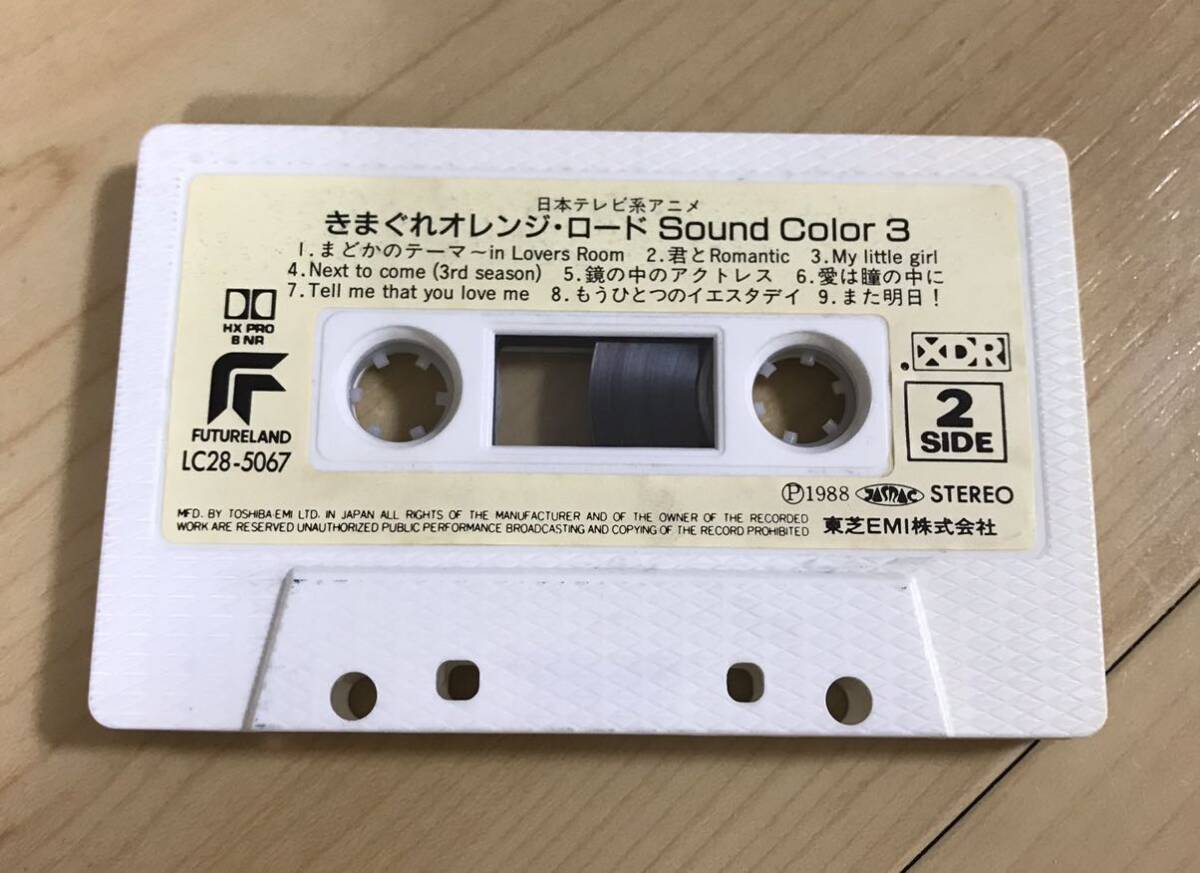 日本テレビ系アニメ
きまぐれオレンジ・ロード Sound Color 3
1.まどかのテーマ〜in Lovers Room 2.君とRomantic 3.My little girl
4.Next to come (3rd season) 5.鏡の中のアクトレス 6.愛は瞳の中に
7.Tell me that you love me 8.もうひとつのイエスタデイ 9.また明日!
HX PRO
B NR
FUTURELAND
LC28-5067
XDR
2
SIDE
Ⓟ1988 JASRAC STEREO
MFD. BY TOSHIBA-EMI LTD. IN JAPAN ALL RIGHTS OF THE MANUFACTURER AND OF THE OWNER OF THE RECORDED
WORK ARE RESERVED UNAUTHORIZED PUBLIC PERFORMANCE BROADCASTING AND COPYING OF THE RECORD PROHIBITED
東芝EMI株式会社